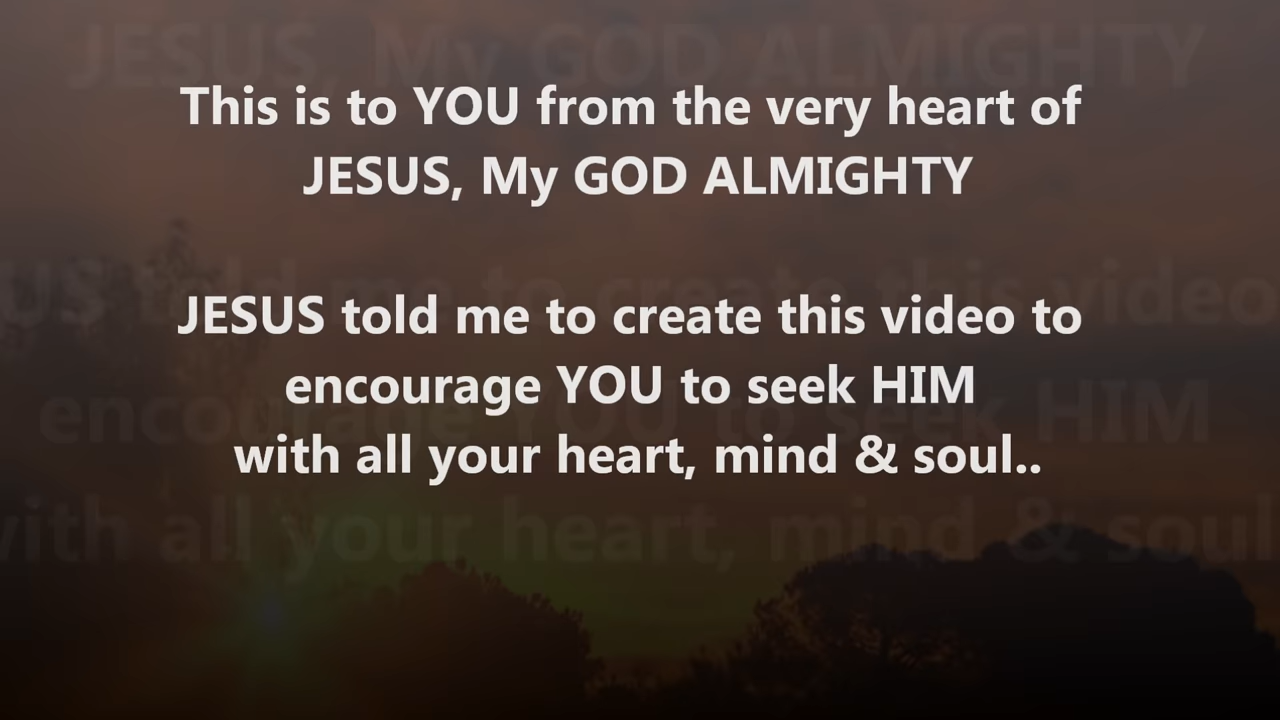 This is to YOU from the very heart of
JESUS, My GOD ALMIGHTY
JESUS told me to create this video to
encourage YOU to seek HIM
with all your heart, mind & soul..